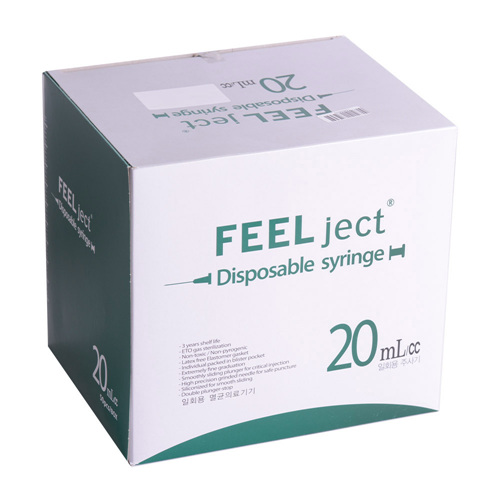 20 mL/cc
Disposable syringe
FEEL ject
FEEL ject®
Disposable syringe
- 3 years shelf life
- ETO gas sterilization
- Non-toxic / Non-pyrogenic
- Latex free Elastomer gasket
- Individual packed in blister packet
- Extremely fine graduation
- Smoothly sliding plunger for critical injection
- High precision grinded needle for safe-puncture
- Siliconized for smooth sliding
- Double plunger-stop
일회용 멸균의료기기
20 mL/cc
일회용 주사기
20 mL/cc